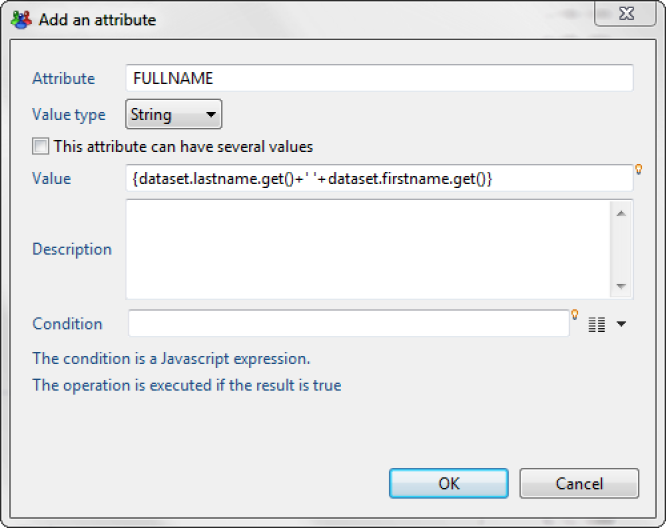 Add an attribute
Attribute FULLNAME
Value type String
This attribute can have several values
Value {dataset.lastname.get()+' '+dataset.firstname.get()}
Description
Condition
The condition is a Javascript expression.
The operation is executed if the result is true
OK Cancel